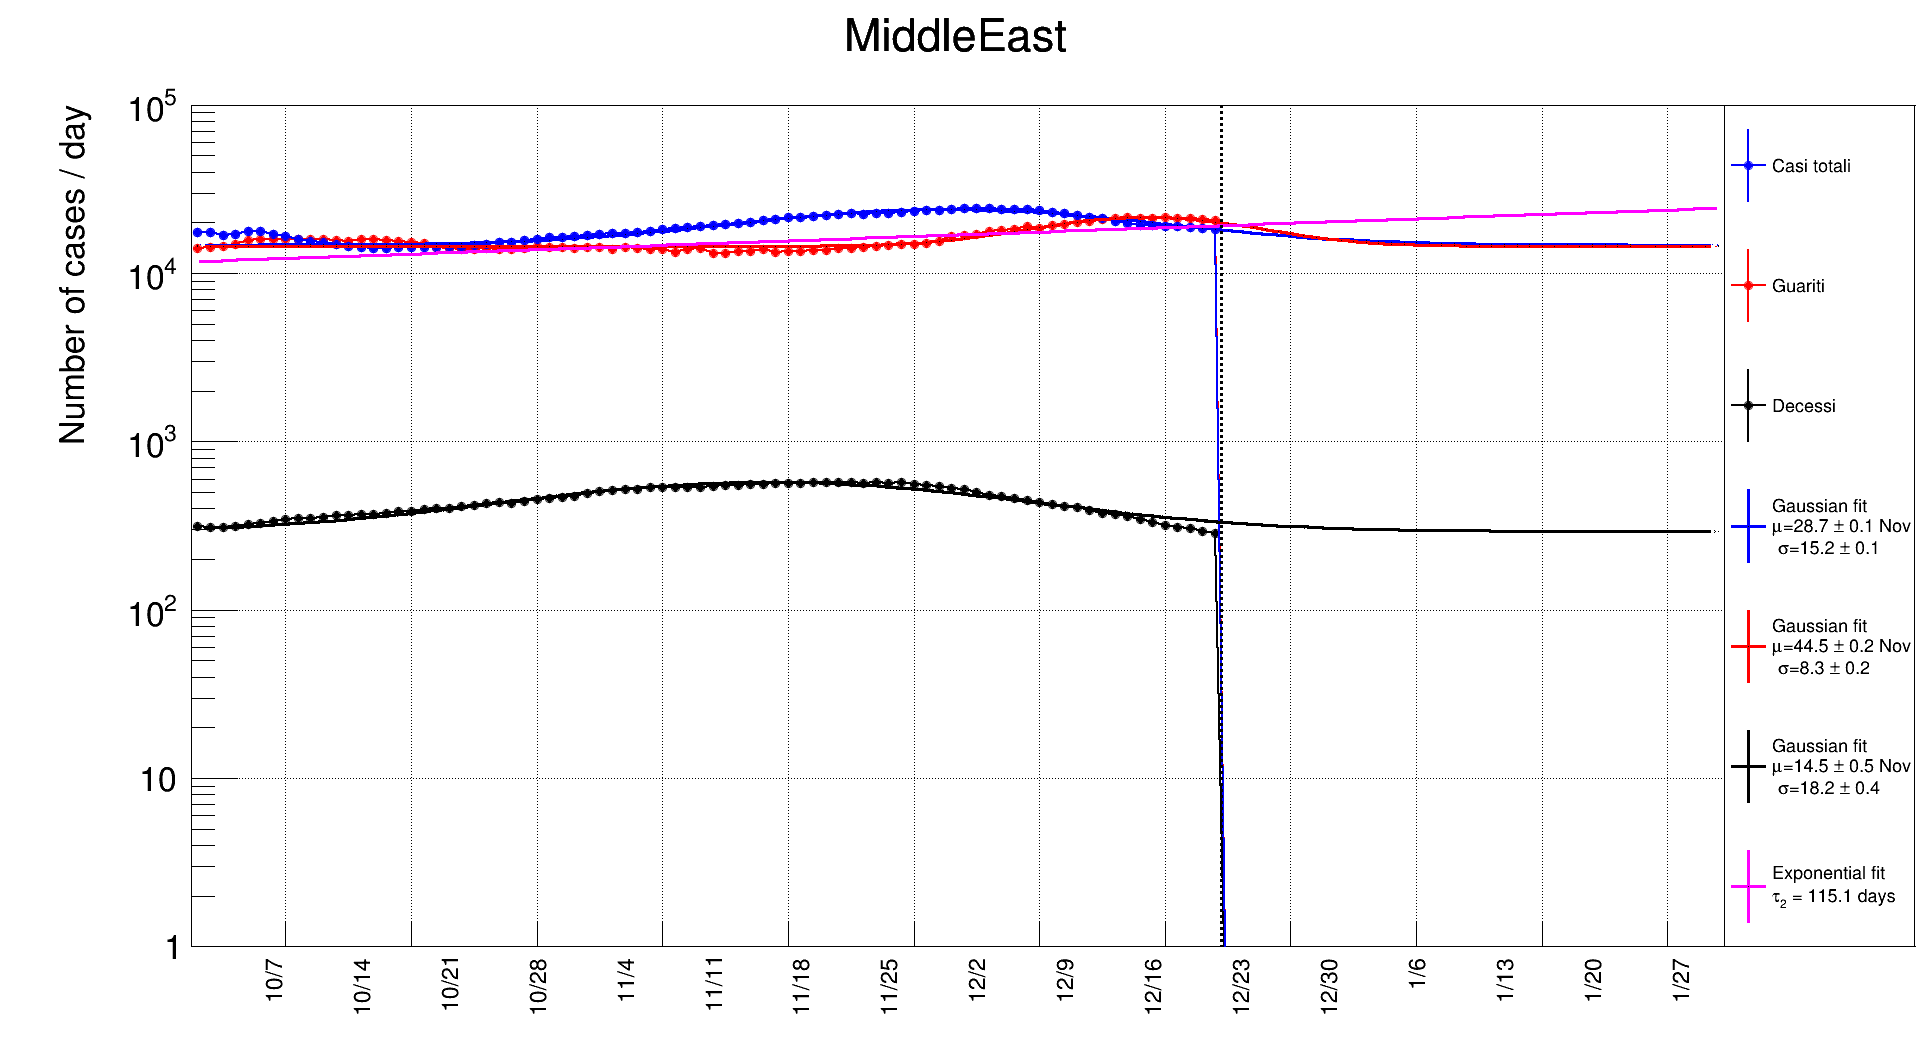 MiddleEast
Number of cases / day
10^5
10^4
10^3
10^2
10
1
10/7
10/14
10/21
10/28
11/4
11/11
11/18
11/25
12/2
12/9
12/16
12/23
12/30
1/6
1/13
1/20
1/27
Casi totali
Guariti
Decessi
Gaussian fit
μ=28.7 ± 0.1 Nov
σ=15.2 ± 0.1
Gaussian fit
μ=44.5 ± 0.2 Nov
σ=8.3 ± 0.2
Gaussian fit
μ=14.5 ± 0.5 Nov
σ=18.2 ± 0.4
Exponential fit
τ₂ = 115.1 days